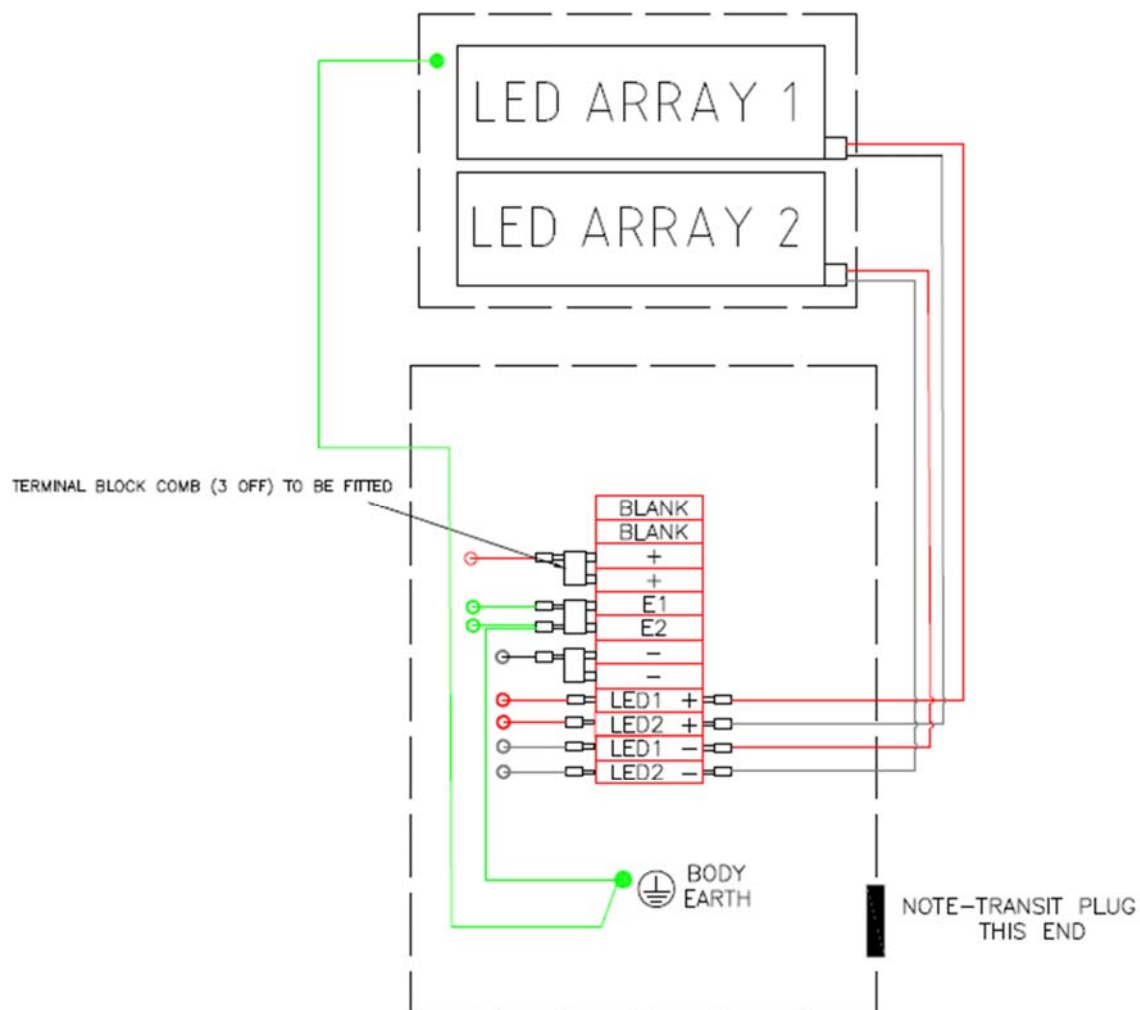 LED ARRAY 1
LED ARRAY 2
TERMINAL BLOCK COMB (3 OFF) TO BE FITTED
BLANK
BLANK
+
+
E1
E2
-
-
LED1 +
LED2 +
LED1 -
LED2 -
BODY
EARTH
NOTE-TRANSIT PLUG
THIS END